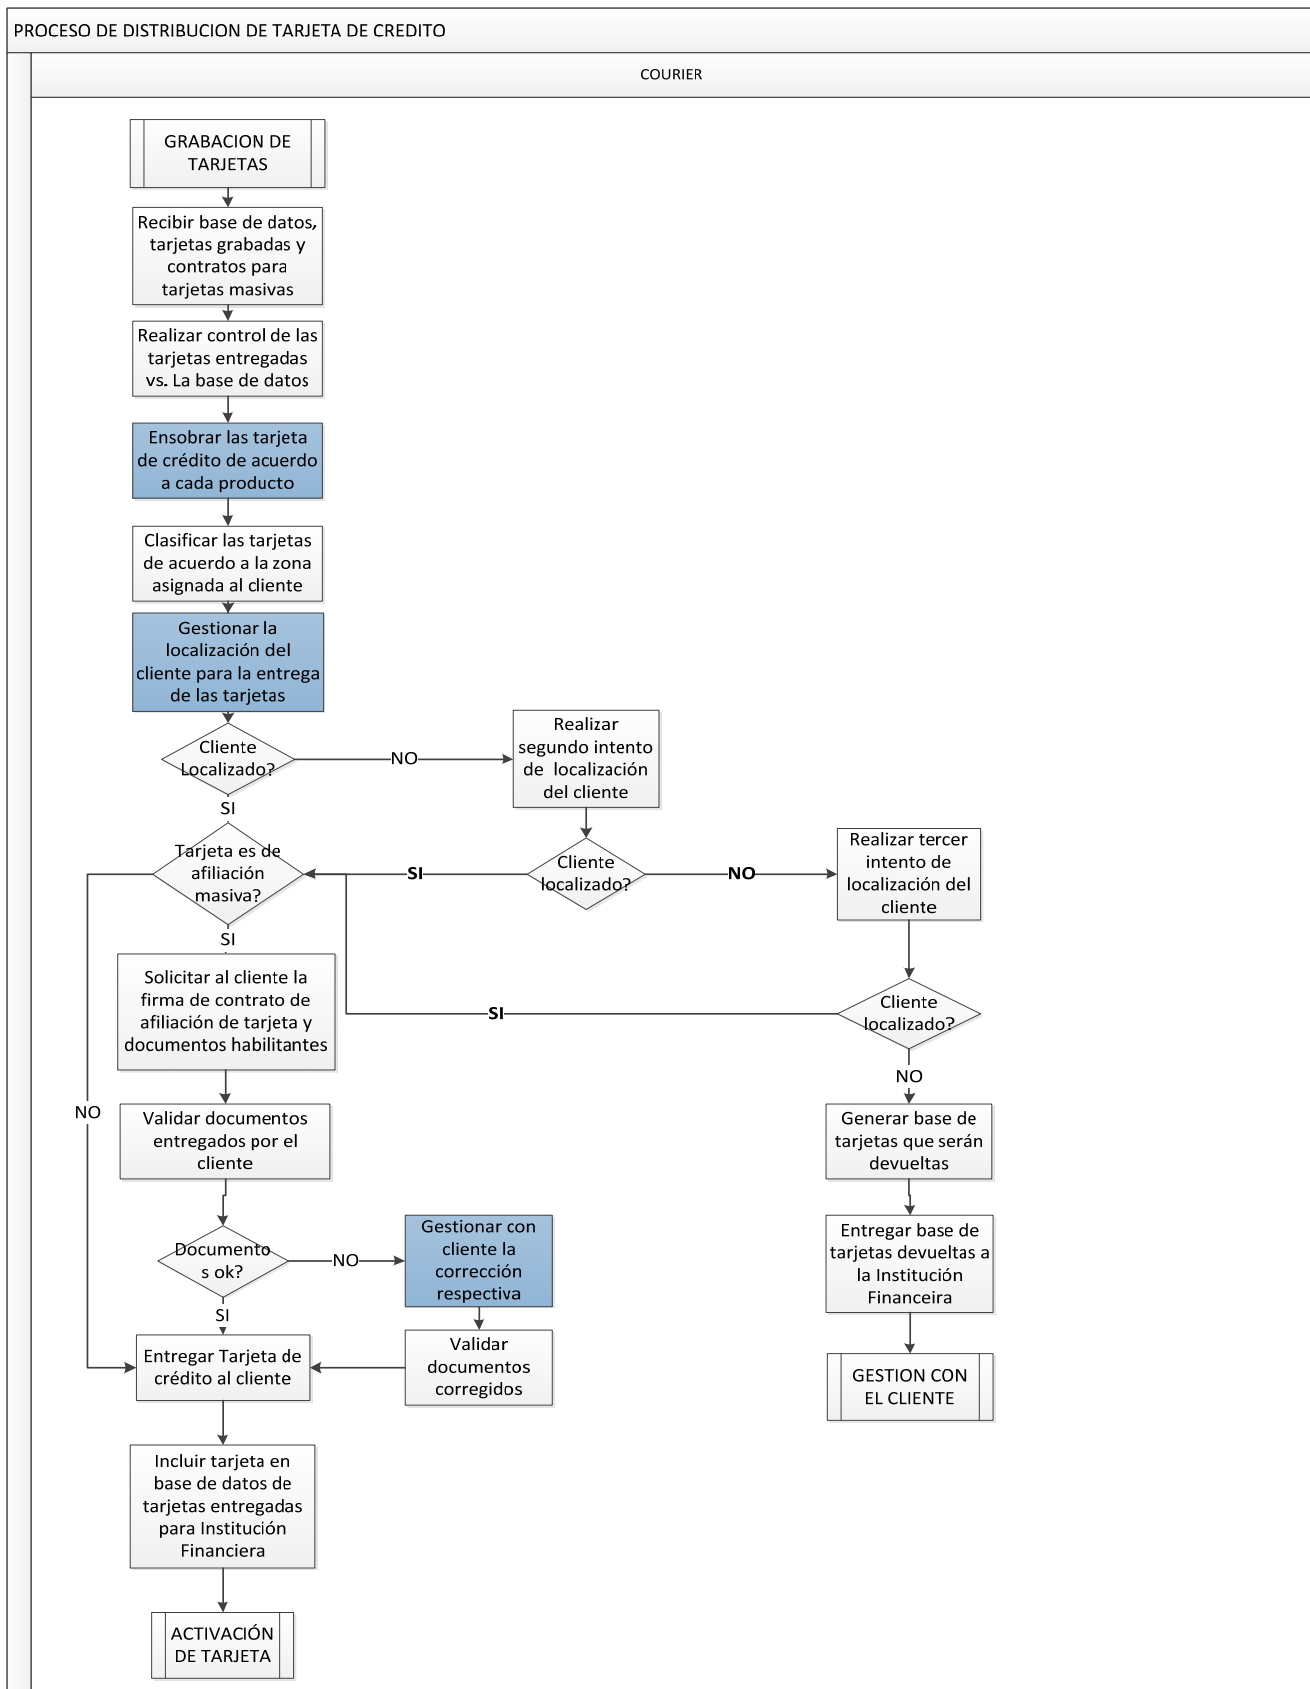 PROCESO DE DISTRIBUCION DE TARJETA DE CREDITO
COURIER
GRABACION DE
TARJETAS
Recibir base de datos,
tarjetas grabadas y
contratos para
tarjetas masivas
Realizar control de las
tarjetas entregadas
vs. La base de datos
Ensobrar las tarjeta
de crédito de acuerdo
a cada producto
Clasificar las tarjetas
de acuerdo a la zona
asignada al cliente
Gestionar la
localización del
cliente para la entrega
de las tarjetas
Cliente
Localizado?
NO
Realizar
segundo intento
de localización
del cliente
SI
Tarjeta es de
afiliación
masiva?
SI
Cliente
localizado?
NO
Realizar tercer
intento de
localización del
cliente
SI
Solicitar al cliente la
firma de contrato de
afiliación de tarjeta y
documentos habilitantes
SI
Cliente
localizado?
NO
NO
Validar documentos
entregados por el
cliente
Generar base de
tarjetas que serán
devueltas
Documento
s ok?
NO
Gestionar con
cliente la
corrección
respectiva
Entregar base de
tarjetas devueltas a
la Institución
Financeira
SI
Entregar Tarjeta de
crédito al cliente
Validar
documentos
corregidos
GESTION CON
EL CLIENTE
Incluir tarjeta en
base de datos de
tarjetas entregadas
para Institución
Financiera
ACTIVACIÓN
DE TARJETA